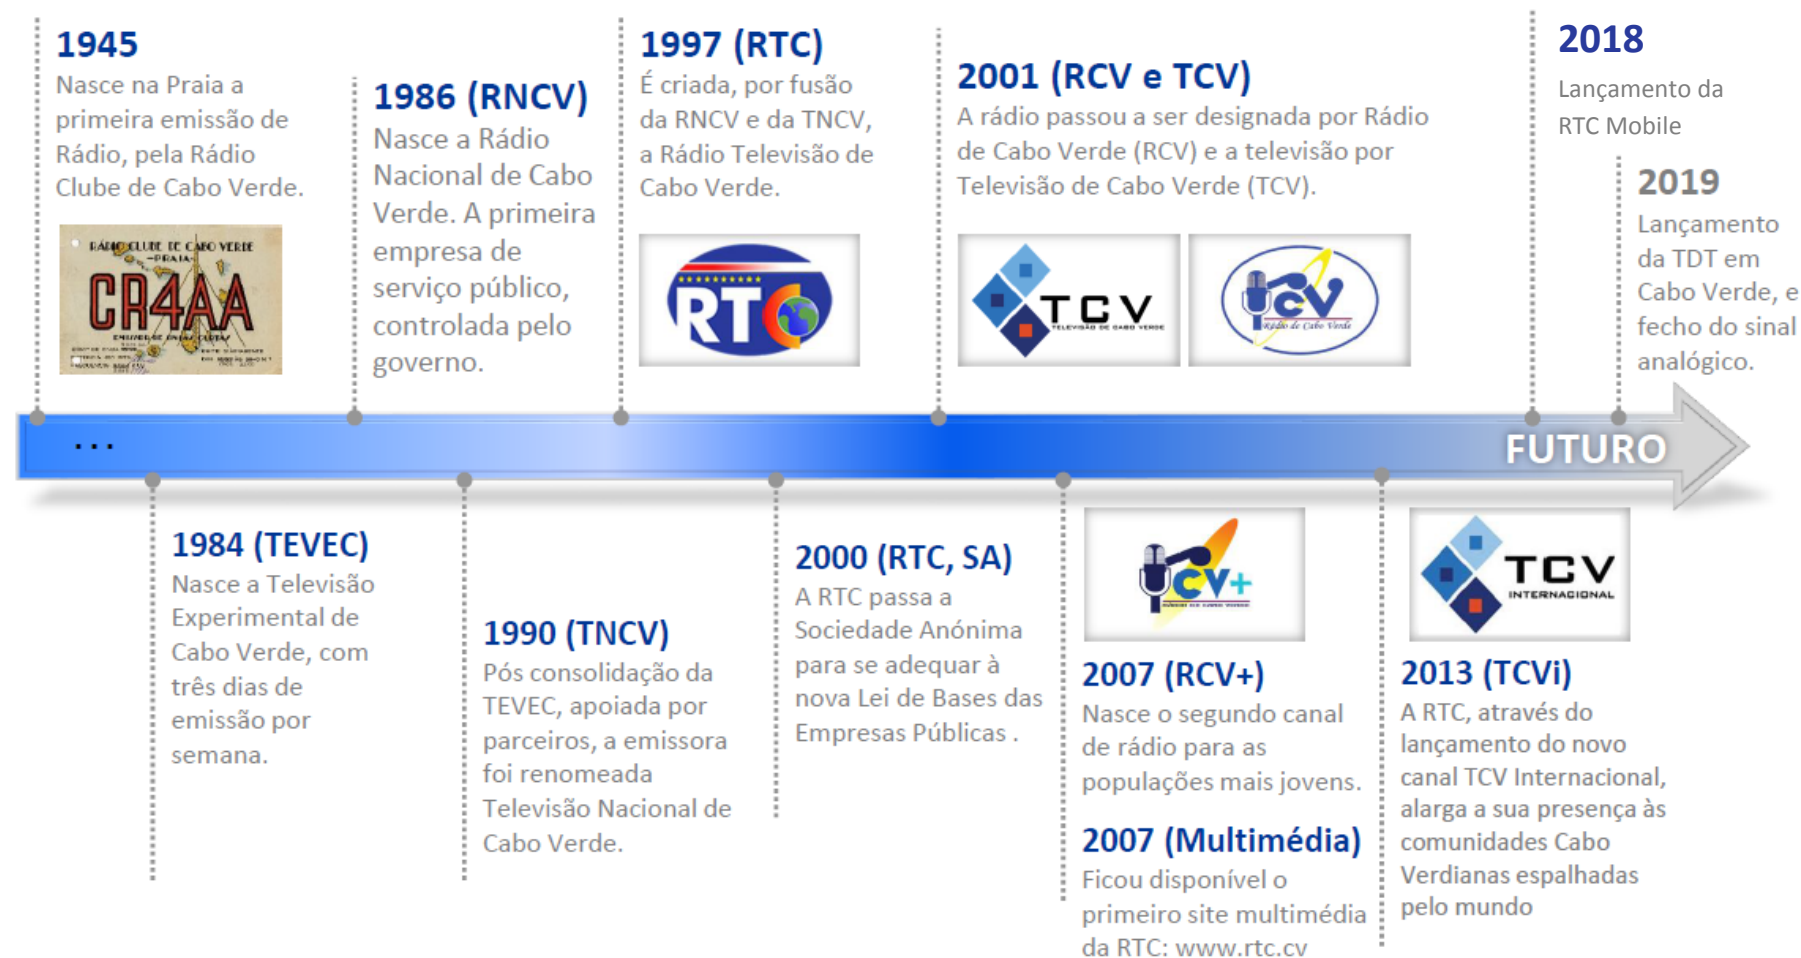 1945
Nasce na Praia a
primeira emissão de
Rádio, pela Rádio
Clube de Cabo Verde.
RÁDIO CLUBE DE CABO VERDE
-PRAIA-
CR4AA
EMISSOR DE ONDAS CURTAS
1986 (RNCV)
Nasce a Rádio
Nacional de Cabo
Verde. A primeira
empresa de
serviço público,
controlada pelo
governo.
1997 (RTC)
É criada, por fusão
da RNCV e da TNCV,
a Rádio Televisão de
Cabo Verde.
RTC
2001 (RCV e TCV)
A rádio passou a ser designada por Rádio
de Cabo Verde (RCV) e a televisão por
Televisão de Cabo Verde (TCV).
TCV
TELEVISÃO DE CABO VERDE
rcv
Rádio de Cabo Verde
2018
Lançamento da
RTC Mobile
2019
Lançamento
da TDT em
Cabo Verde, e
fecho do sinal
analógico.
...
FUTURO
1984 (TEVEC)
Nasce a Televisão
Experimental de
Cabo Verde, com
três dias de
emissão por
semana.
1990 (TNCV)
Pós consolidação da
TEVEC, apoiada por
parceiros, a emissora
foi renomeada
Televisão Nacional de
Cabo Verde.
2000 (RTC, SA)
A RTC passa a
Sociedade Anónima
para se adequar à
nova Lei de Bases das
Empresas Públicas .
rcv+
RÁDIO DE CABO VERDE
2007 (RCV+)
Nasce o segundo canal
de rádio para as
populações mais jovens.
2007 (Multimédia)
Ficou disponível o
primeiro site multimédia
da RTC: www.rtc.cv
TCV
INTERNACIONAL
2013 (TCVi)
A RTC, através do
lançamento do novo
canal TCV Internacional,
alarga a sua presença às
comunidades Cabo
Verdianas espalhadas
pelo mundo